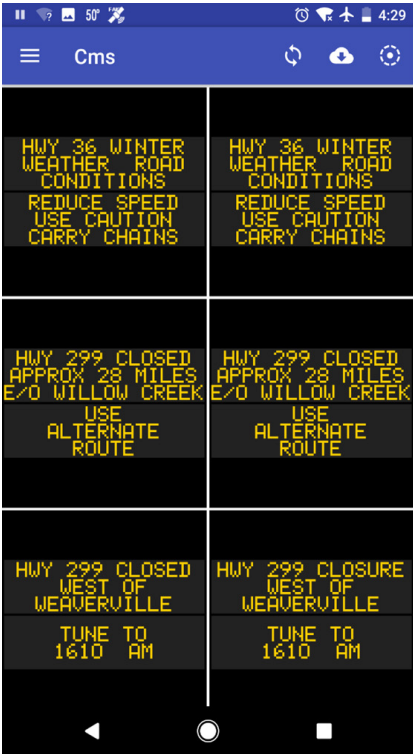 50° 4:29
Cms
HWY 36 WINTER
WEATHER ROAD
CONDITIONS
REDUCE SPEED
USE CAUTION
CARRY CHAINS
HWY 36 WINTER
WEATHER ROAD
CONDITIONS
REDUCE SPEED
USE CAUTION
CARRY CHAINS
HWY 299 CLOSED
APPROX 28 MILES
E/O WILLOW CREEK
USE
ALTERNATE
ROUTE
HWY 299 CLOSED
APPROX 28 MILES
E/O WILLOW CREEK
USE
ALTERNATE
ROUTE
HWY 299 CLOSED
WEST OF
WEAVERVILLE
TUNE TO
1610 AM
HWY 299 CLOSURE
WEST OF
WEAVERVILLE
TUNE TO
1610 AM